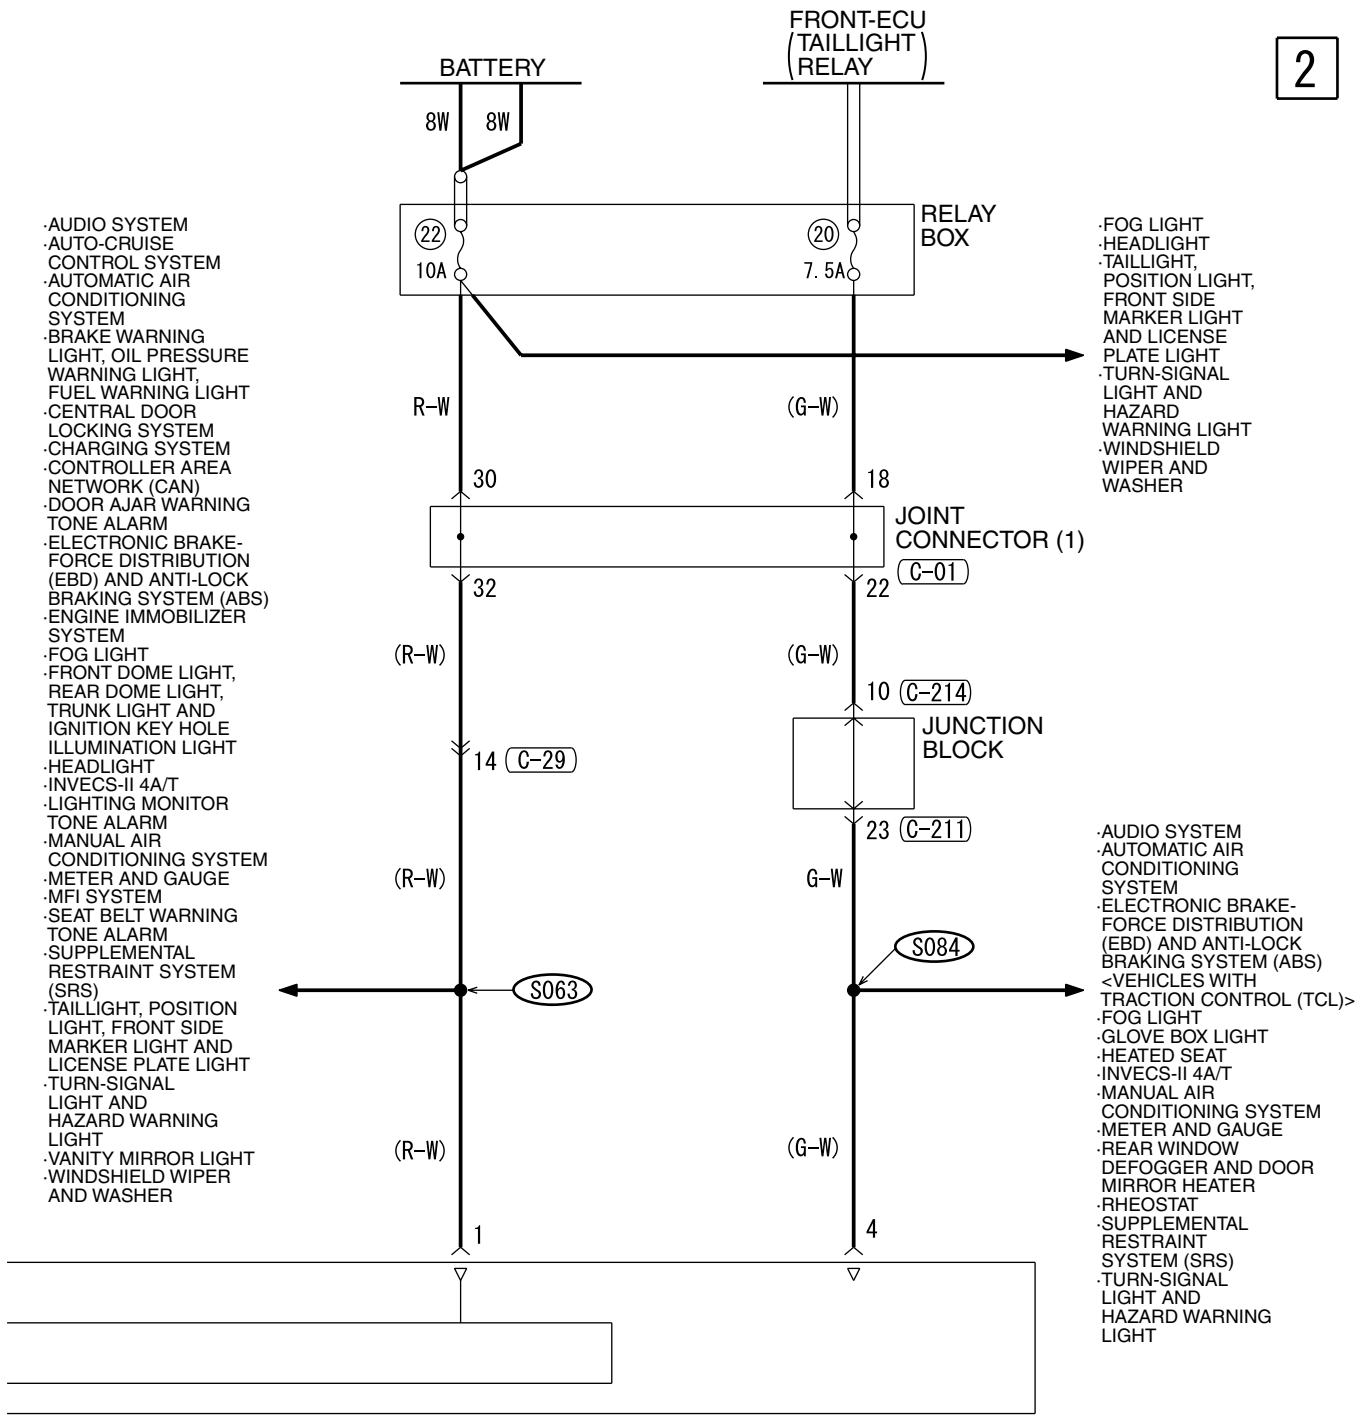 FRONT-ECU
(TAILLIGHT
RELAY)
BATTERY
2
8W
8W
RELAY
BOX
22
10A
20
7.5A
·AUDIO SYSTEM
·AUTO-CRUISE
CONTROL SYSTEM
·AUTOMATIC AIR
CONDITIONING
SYSTEM
·BRAKE WARNING
LIGHT, OIL PRESSURE
WARNING LIGHT,
FUEL WARNING LIGHT
·CENTRAL DOOR
LOCKING SYSTEM
·CHARGING SYSTEM
·CONTROLLER AREA
NETWORK (CAN)
·DOOR AJAR WARNING
TONE ALARM
·ELECTRONIC BRAKE-
FORCE DISTRIBUTION
(EBD) AND ANTI-LOCK
BRAKING SYSTEM (ABS)
·ENGINE IMMOBILIZER
SYSTEM
·FOG LIGHT
·FRONT DOME LIGHT,
REAR DOME LIGHT,
TRUNK LIGHT AND
IGNITION KEY HOLE
ILLUMINATION LIGHT
·HEADLIGHT
·INVECS-II 4A/T
·LIGHTING MONITOR
TONE ALARM
·MANUAL AIR
CONDITIONING SYSTEM
·METER AND GAUGE
·MFI SYSTEM
·SEAT BELT WARNING
TONE ALARM
·SUPPLEMENTAL
RESTRAINT SYSTEM
(SRS)
·TAILLIGHT, POSITION
LIGHT, FRONT SIDE
MARKER LIGHT AND
LICENSE PLATE LIGHT
·TURN-SIGNAL
LIGHT AND
HAZARD WARNING
LIGHT
·VANITY MIRROR LIGHT
·WINDSHIELD WIPER
AND WASHER
·FOG LIGHT
·HEADLIGHT
·TAILLIGHT,
POSITION LIGHT,
FRONT SIDE
MARKER LIGHT
AND LICENSE
PLATE LIGHT
·TURN-SIGNAL
LIGHT AND
HAZARD
WARNING LIGHT
·WINDSHIELD
WIPER AND
WASHER
R-W
(G-W)
30
18
JOINT
CONNECTOR (1)
C-01
32
22
(R-W)
(G-W)
10 C-214
JUNCTION
BLOCK
14 C-29
23 C-211
(R-W)
G-W
S084
S063
·AUDIO SYSTEM
·AUTOMATIC AIR
CONDITIONING
SYSTEM
·ELECTRONIC BRAKE-
FORCE DISTRIBUTION
(EBD) AND ANTI-LOCK
BRAKING SYSTEM (ABS)
<VEHICLES WITH
TRACTION CONTROL (TCL)>
·FOG LIGHT
·GLOVE BOX LIGHT
·HEATED SEAT
·INVECS-II 4A/T
·MANUAL AIR
CONDITIONING SYSTEM
·METER AND GAUGE
·REAR WINDOW
DEFOGGER AND DOOR
MIRROR HEATER
·RHEOSTAT
·SUPPLEMENTAL
RESTRAINT
SYSTEM (SRS)
·TURN-SIGNAL
LIGHT AND
HAZARD WARNING
LIGHT
(R-W)
(G-W)
1
4